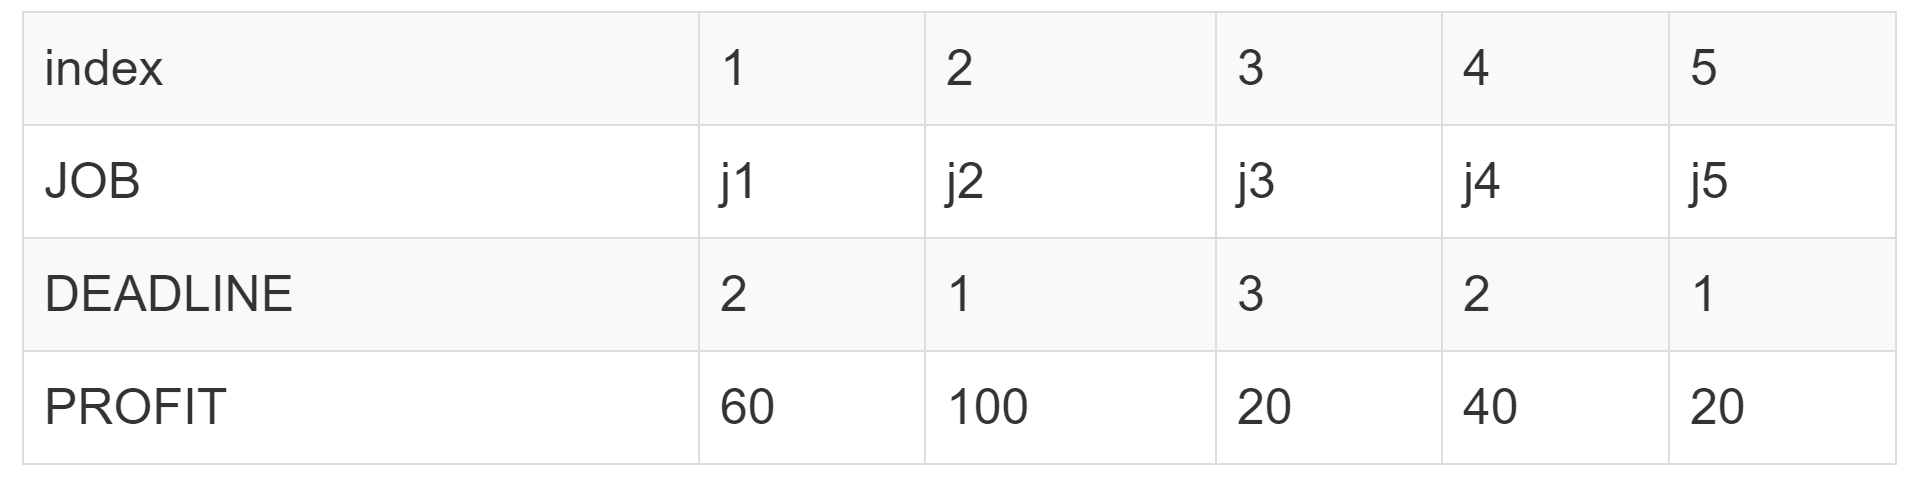 index 1 2 3 4 5
JOB j1 j2 j3 j4 j5
DEADLINE 2 1 3 2 1
PROFIT 60 100 20 40 20